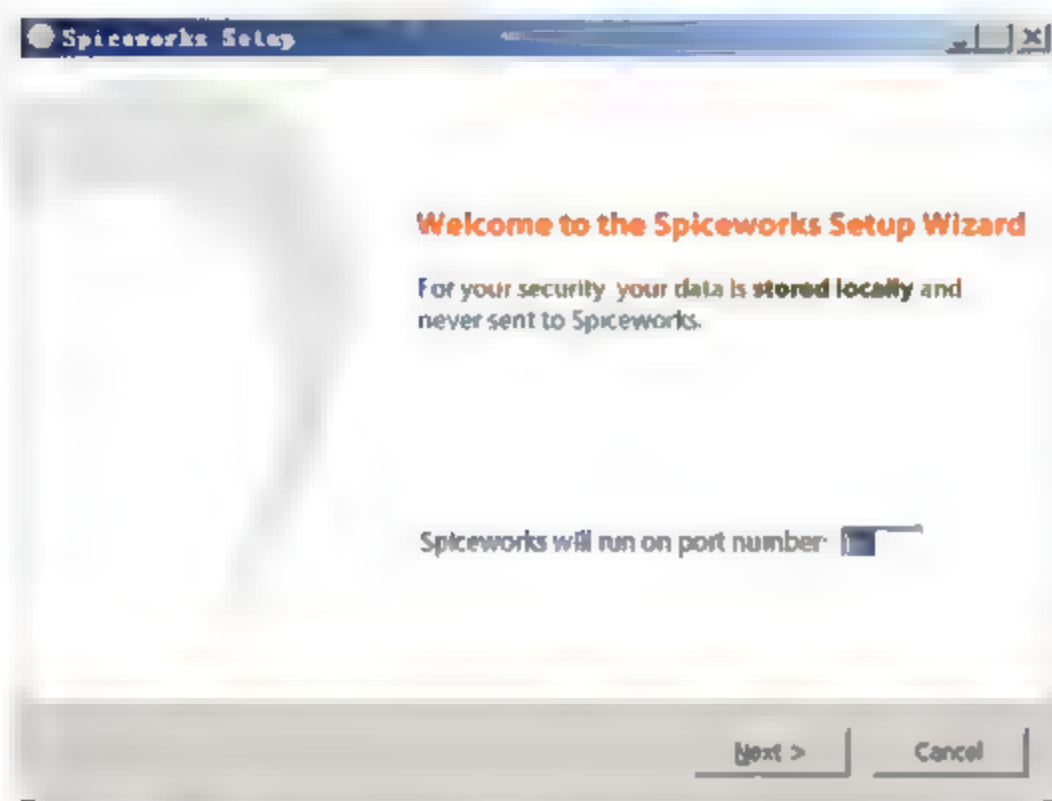 Spiceworks Setup
Welcome to the Spiceworks Setup Wizard
For your security your data is stored locally and
never sent to Spiceworks.
Spiceworks will run on port number:
Next >
Cancel